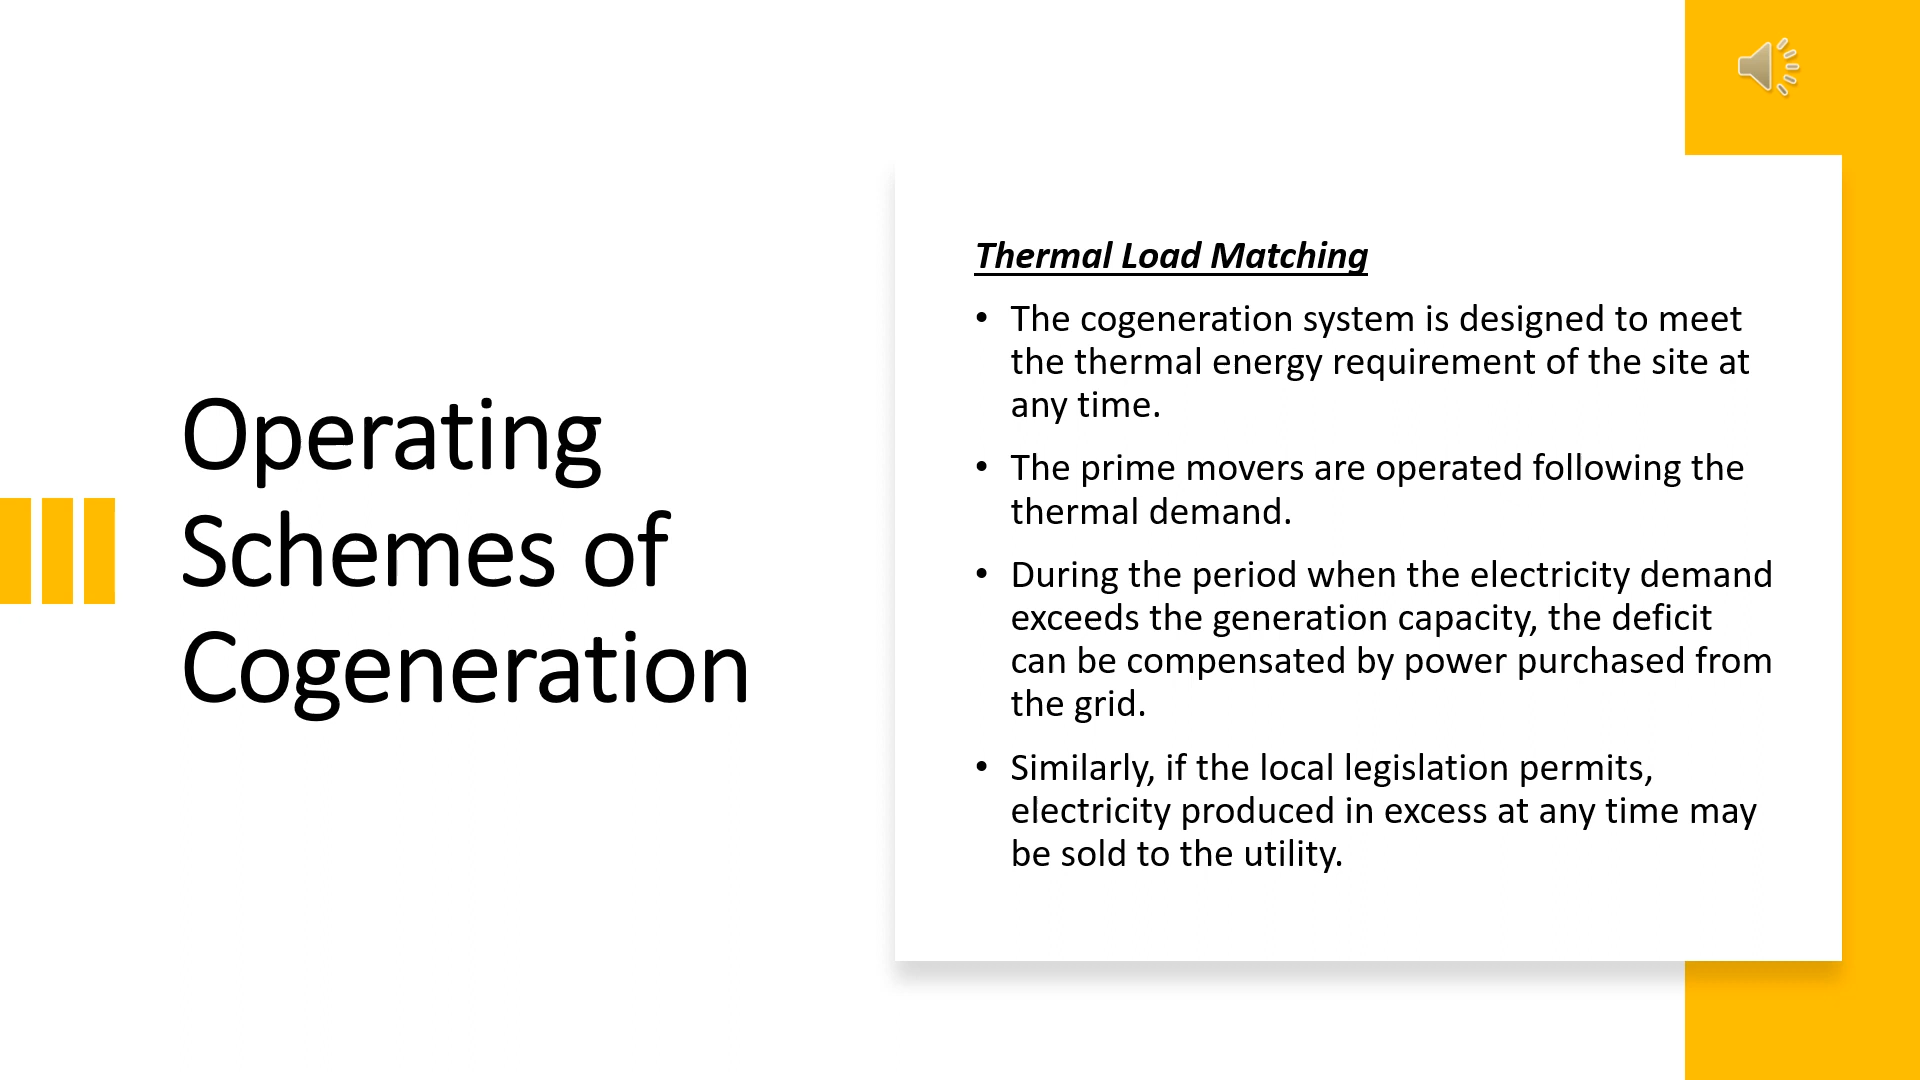 Operating
Schemes of
Cogeneration
Thermal Load Matching
• The cogeneration system is designed to meet
the thermal energy requirement of the site at
any time.
• The prime movers are operated following the
thermal demand.
• During the period when the electricity demand
exceeds the generation capacity, the deficit
can be compensated by power purchased from
the grid.
• Similarly, if the local legislation permits,
electricity produced in excess at any time may
be sold to the utility.